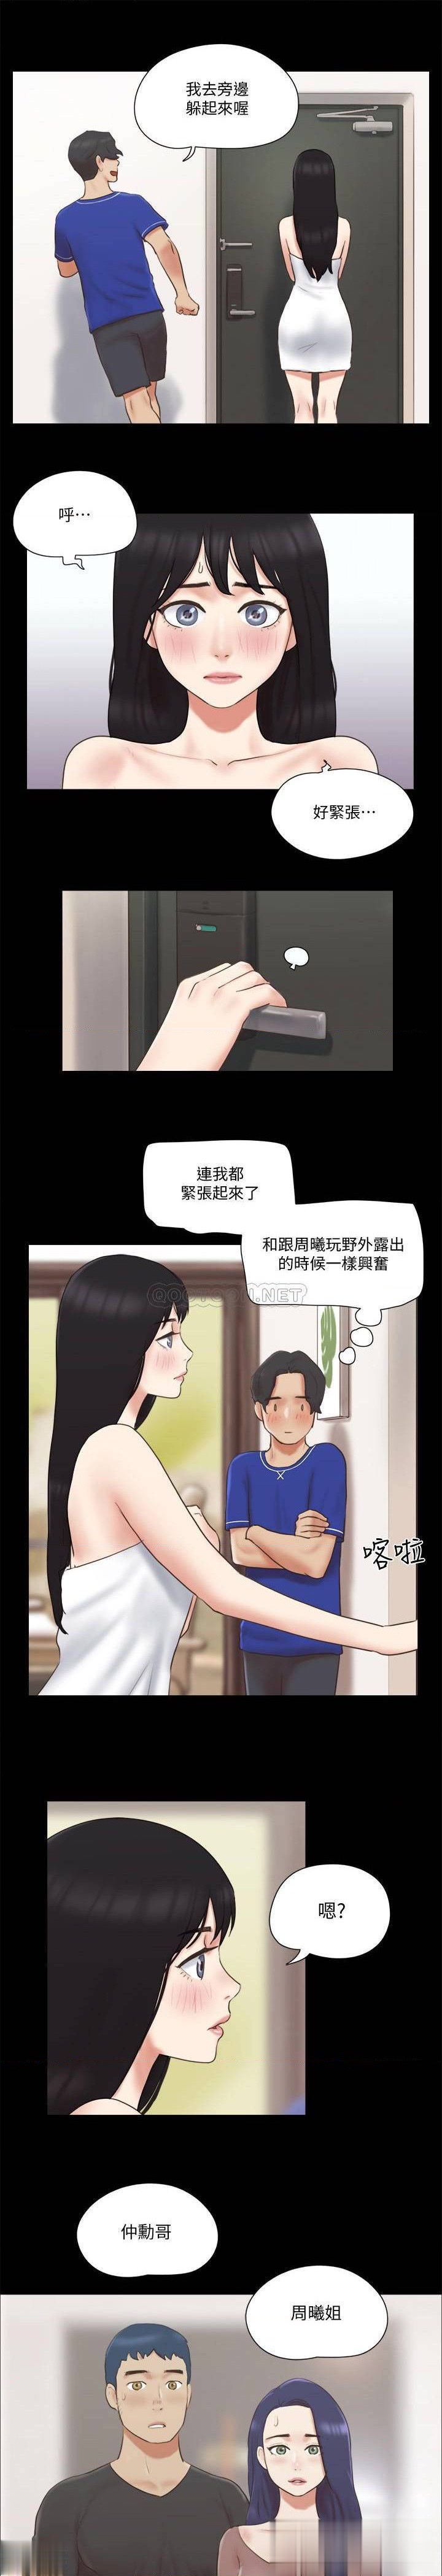 我去旁邊
躲起來喔
呼…
好緊張…
連我都
緊張起來了
和跟周曦玩野外露出
的時候一樣興奮
喀啦
嗯?
仲勳哥
周曦姐